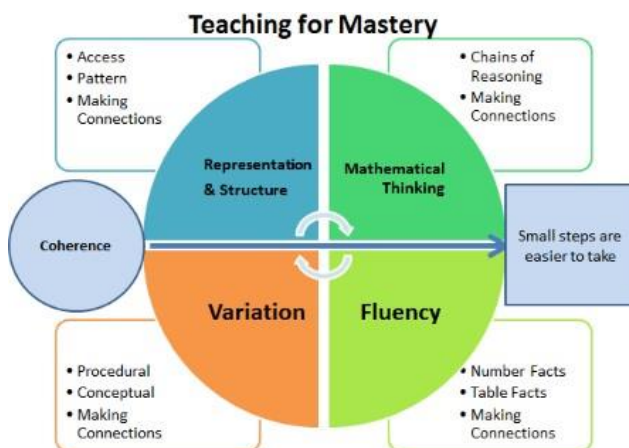 Teaching for Mastery
• Access
• Pattern
• Making
Connections
• Chains of
Reasoning
• Making
Connections
Representation
& Structure
Mathematical
Thinking
Coherence
Small steps are
easier to take
Variation
Fluency
• Procedural
• Conceptual
• Making
Connections
• Number Facts
• Table Facts
• Making
Connections